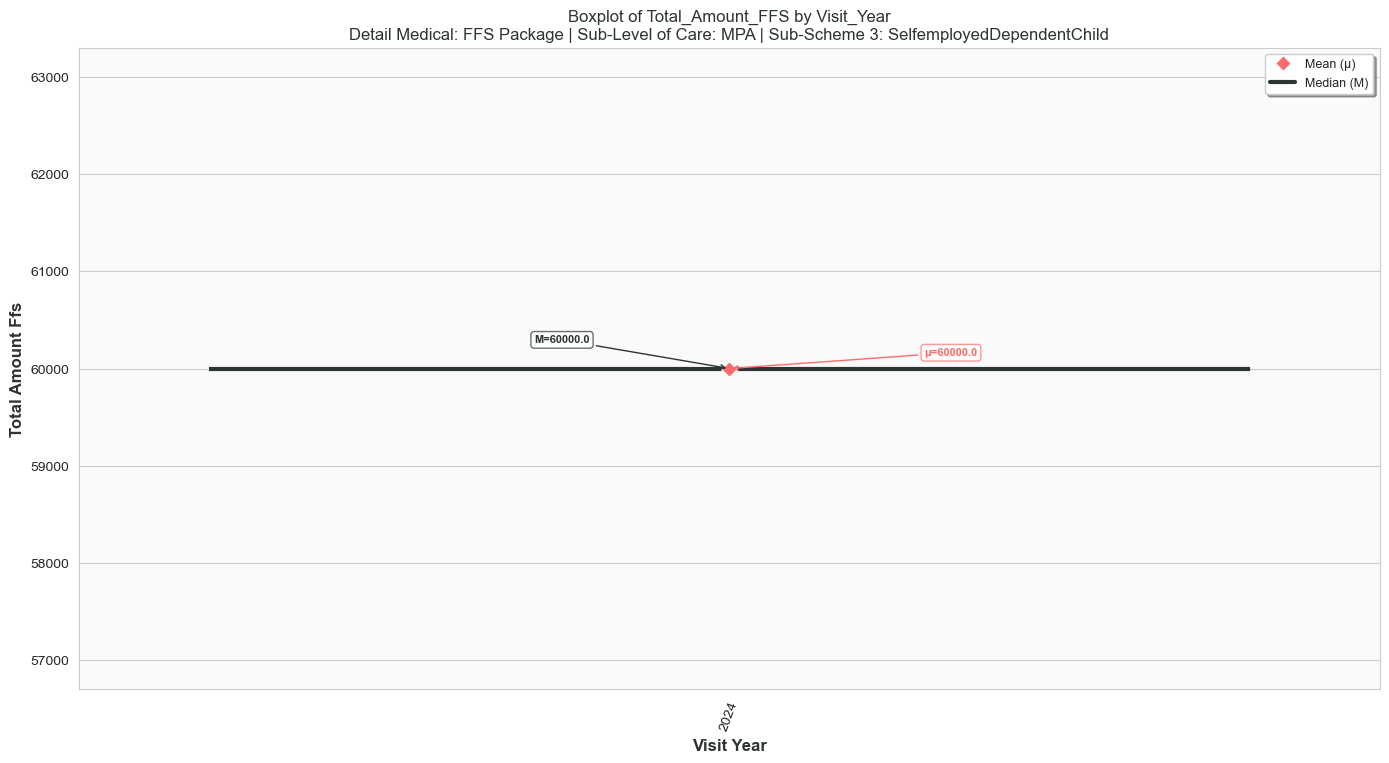 Boxplot of Total_Amount_FFS by Visit_Year
Detail Medical: FFS Package | Sub-Level of Care: MPA | Sub-Scheme 3: SelfemployedDependentChild
Mean (μ)
Median (M)
Total Amount Ffs
63000
62000
61000
60000
59000
58000
57000
M=60000.0
μ=60000.0
2024
Visit Year